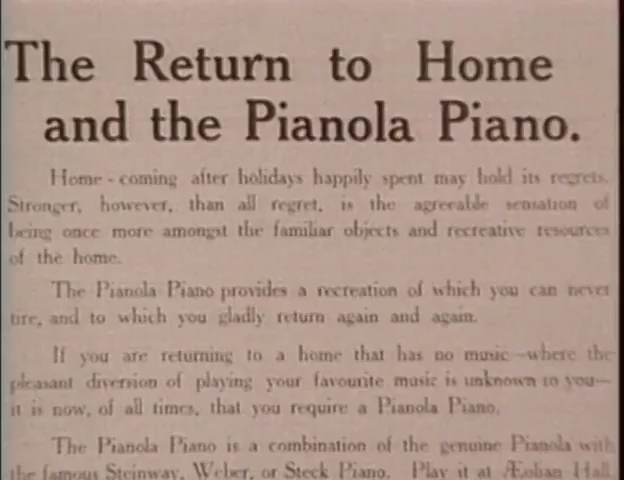 The Return to Home
and the Pianola Piano.
Home - coming after holidays happily spent may hold its regrets.
Stronger, however, than all regret, is the agreeable sensation of
being once more amongst the familiar objects and recreative resources
of the home.
The Pianola Piano provides a recreation of which you can never
tire, and to which you gladly return again and again.
If you are returning to a home that has no music—where the
pleasant diversion of playing your favourite music is unknown to you—
it is now, of all times, that you require a Pianola Piano.
The Pianola Piano is a combination of the genuine Pianola with
the famous Steinway, Weber, or Steck Piano. Play it at Æolian Hall